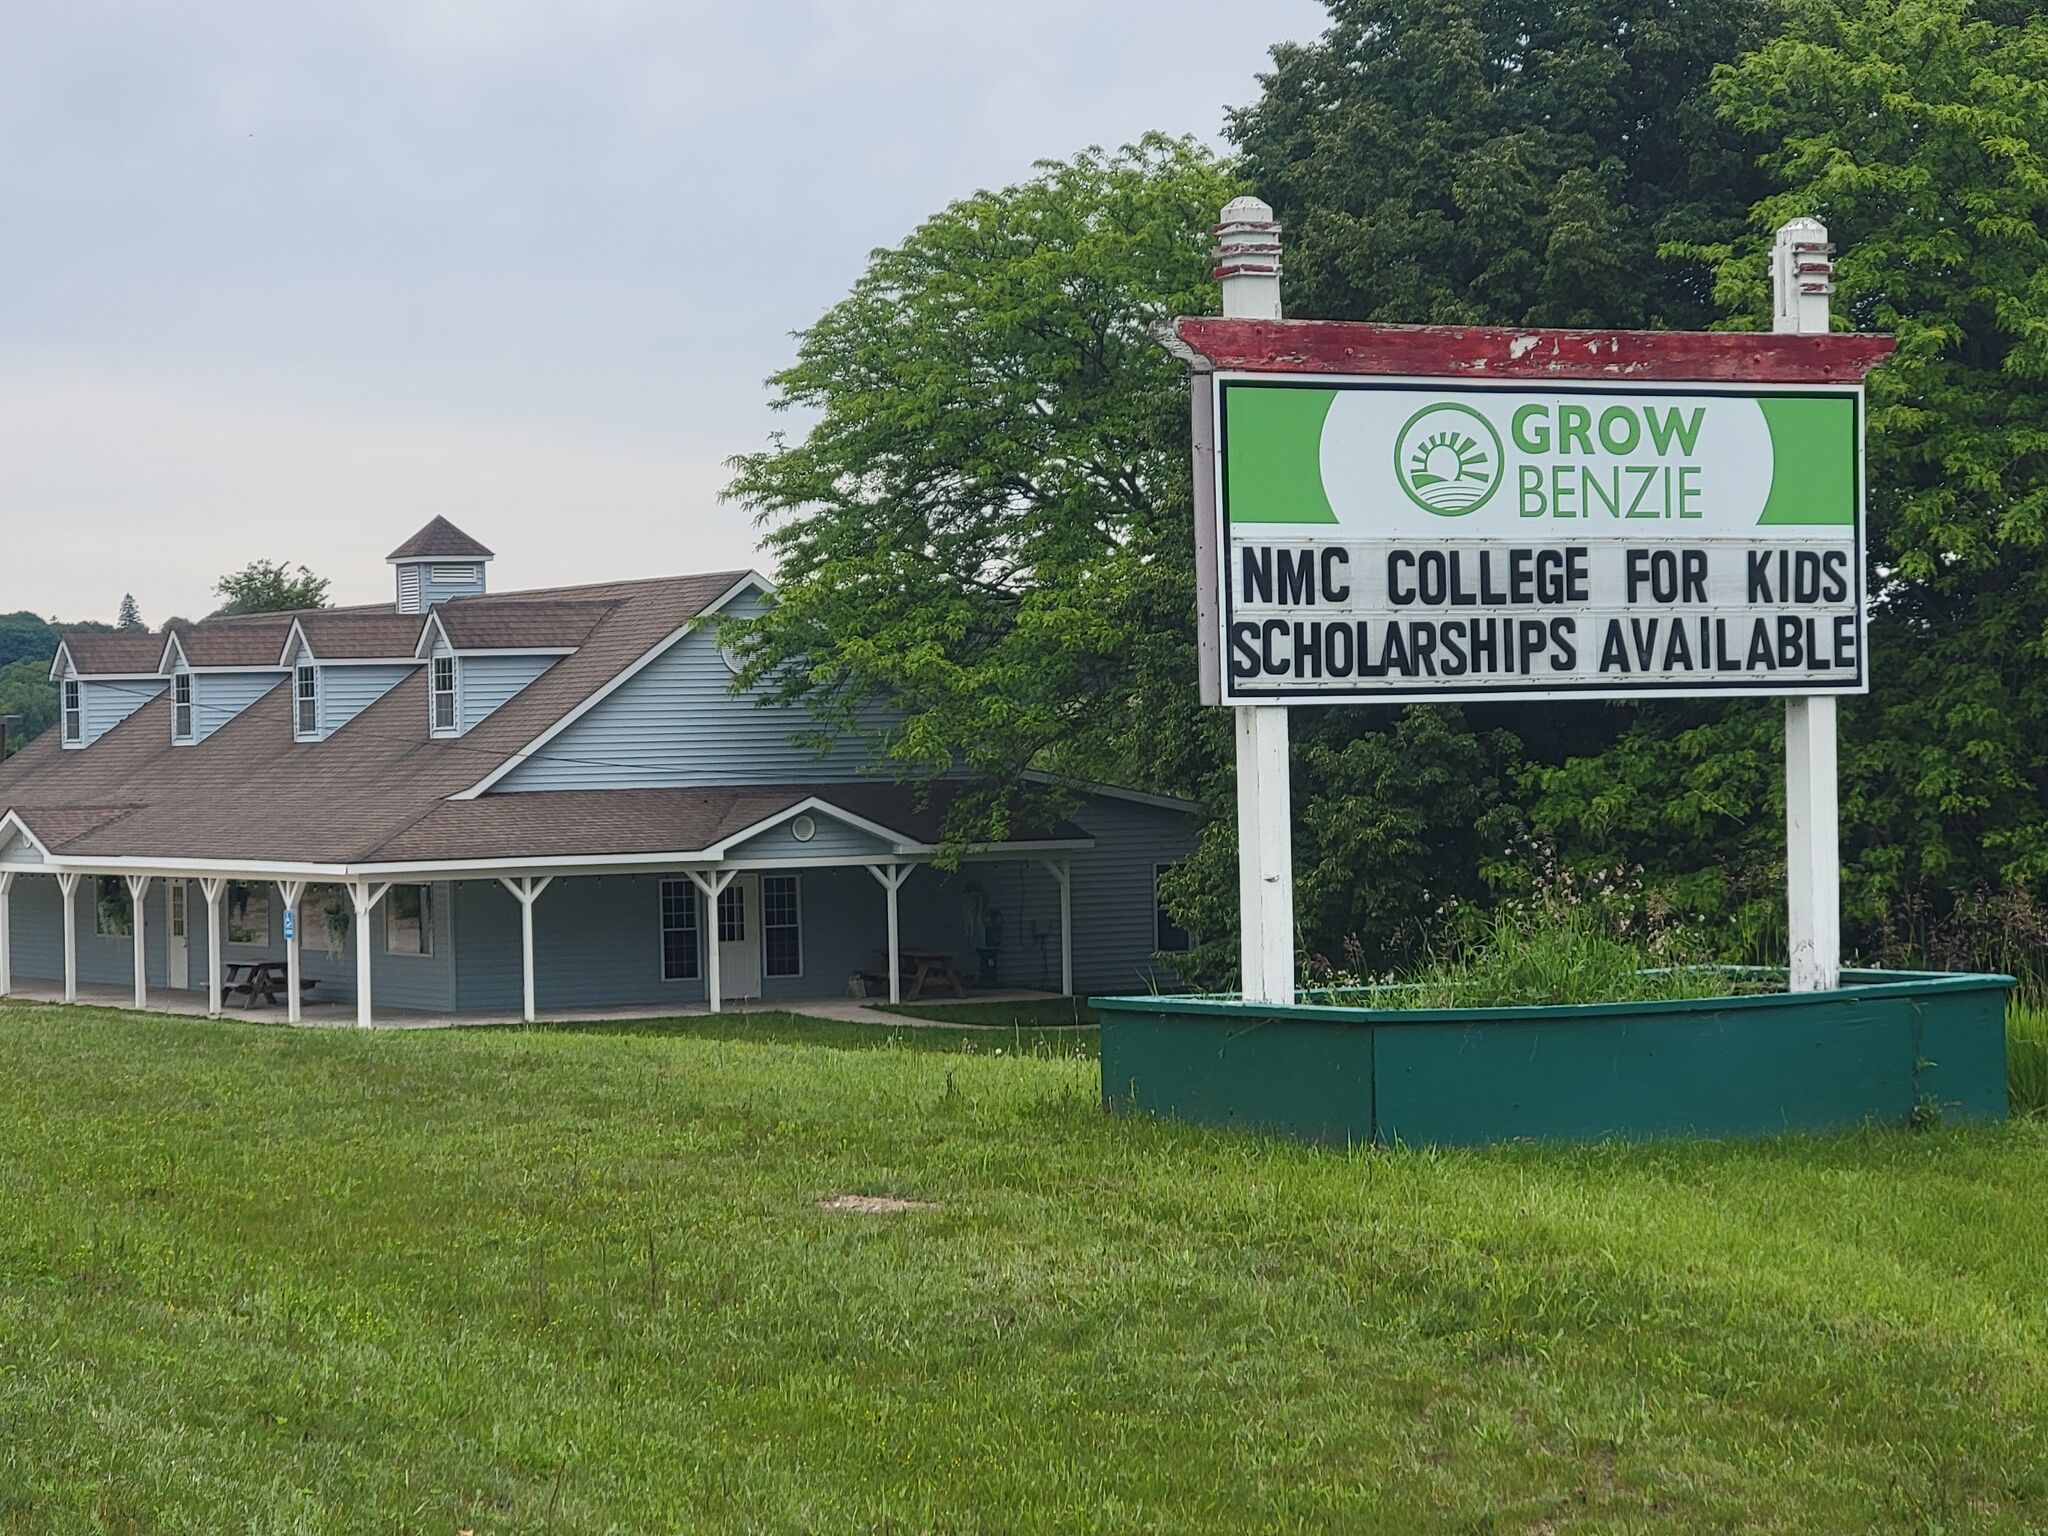 GROW
BENZIE
NMC COLLEGE FOR KIDS
SCHOLARSHIPS AVAILABLE